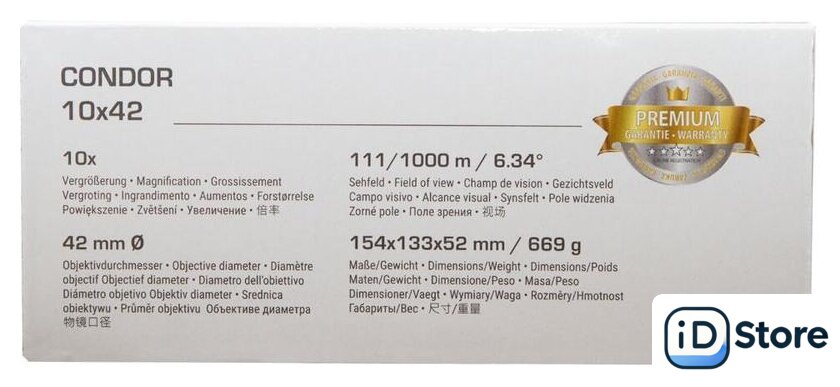 CONDOR
10x42
PREMIUM
GARANTIE • WARRANTY
10x
Vergrößerung • Magnification • Grossissement
Vergroting • Ingrandimento • Aumentos • Forstørrelse
Powiększenie • Zvětšení • Увеличение • 倍率
111/1000 m / 6.34°
Sehfeld • Field of view • Champ de vision • Gezichtsveld
Campo visivo • Alcance visual • Synsfelt • Pole widzenia
Zorné pole • Поле зрения • 视场
42 mm Ø
Objektivdurchmesser • Objective diameter • Diamètre
objectif Objectief diameter • Diametro dell'obiettivo
Diámetro objetivo Objektiv diameter • Srednica
obiektywu • Průměr objektivu Объективе диаметра
物镜口径
154x133x52 mm / 669 g
Maße/Gewicht • Dimensions/Weight • Dimensions/Poids
Maten/Gewicht • Dimensione/Peso • Masa/Peso
Dimensioner/Vaegt • Wymiary/Waga • Rozměry/Hmotnost
Габариты/Вес • 尺寸/重量
iD Store